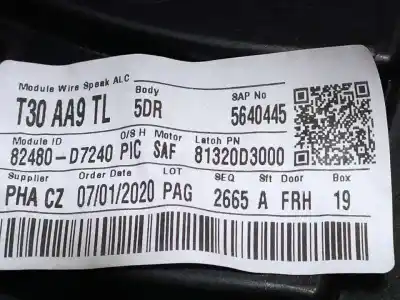 Module Wire Speak ALC Body SAP No
T30 AA9 TL 5DR 5640445
Module ID O/S H Motor Latch PN
82480-D7240 PIC SAF 81320D3000
Supplier Order Date LOT SEQ Sft Door Box
PHA CZ 07/01/2020 PAG 2665 A FRH 19